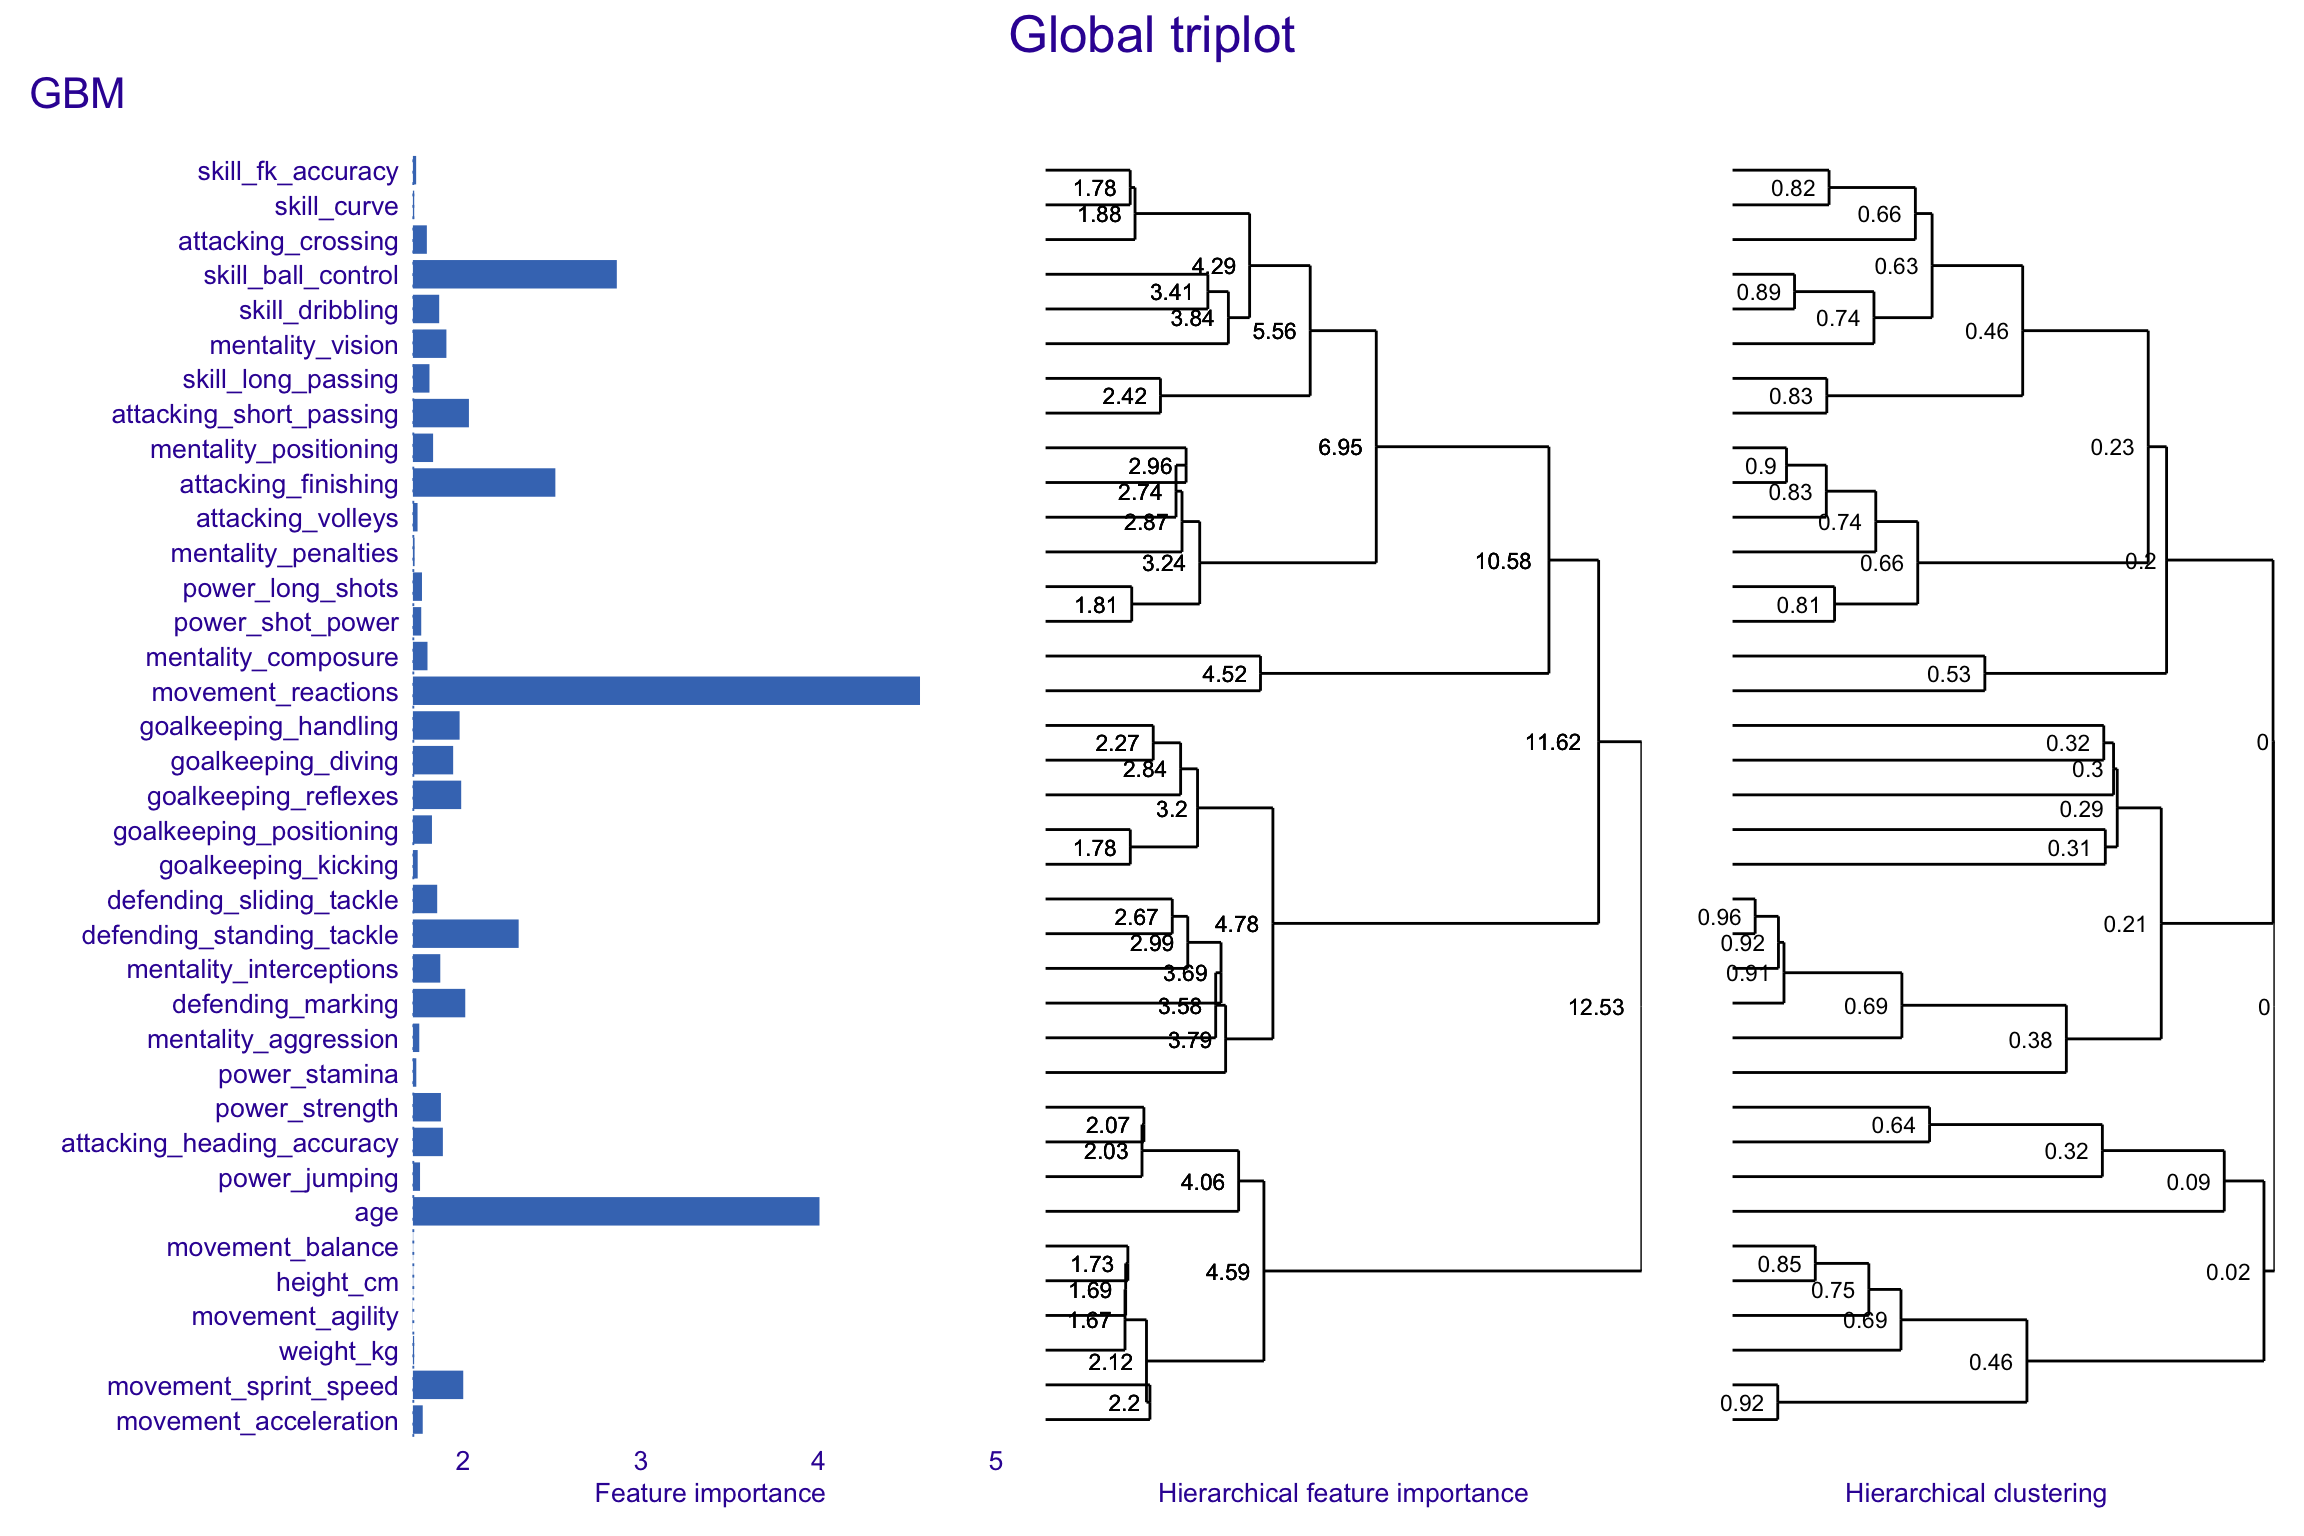 Global triplot
GBM
skill_fk_accuracy
skill_curve
attacking_crossing
skill_ball_control
skill_dribbling
mentality_vision
skill_long_passing
attacking_short_passing
mentality_positioning
attacking_finishing
attacking_volleys
mentality_penalties
power_long_shots
power_shot_power
mentality_composure
movement_reactions
goalkeeping_handling
goalkeeping_diving
goalkeeping_reflexes
goalkeeping_positioning
goalkeeping_kicking
defending_sliding_tackle
defending_standing_tackle
mentality_interceptions
defending_marking
mentality_aggression
power_stamina
power_strength
attacking_heading_accuracy
power_jumping
age
movement_balance
height_cm
movement_agility
weight_kg
movement_sprint_speed
movement_acceleration
2 3 4 5
Feature importance
1.78
1.88
4.29
3.41
3.84
5.56
2.42
6.95
2.96
2.74
2.87
3.24
10.58
1.81
4.52
2.27
11.62
2.84
3.2
1.78
2.67
4.78
2.99
3.69
3.58
12.53
3.79
2.07
2.03
4.06
1.73
4.59
1.69
1.67
2.12
2.2
Hierarchical feature importance
0.82
0.66
0.63
0.89
0.74
0.46
0.83
0.23
0.9
0.83
0.74
0.66
0.2
0.81
0.53
0.32
0
0.3
0.29
0.31
0.96
0.21
0.92
0.91
0.69
0
0.38
0.64
0.32
0.09
0.85
0.02
0.75
0.69
0.46
0.92
Hierarchical clustering